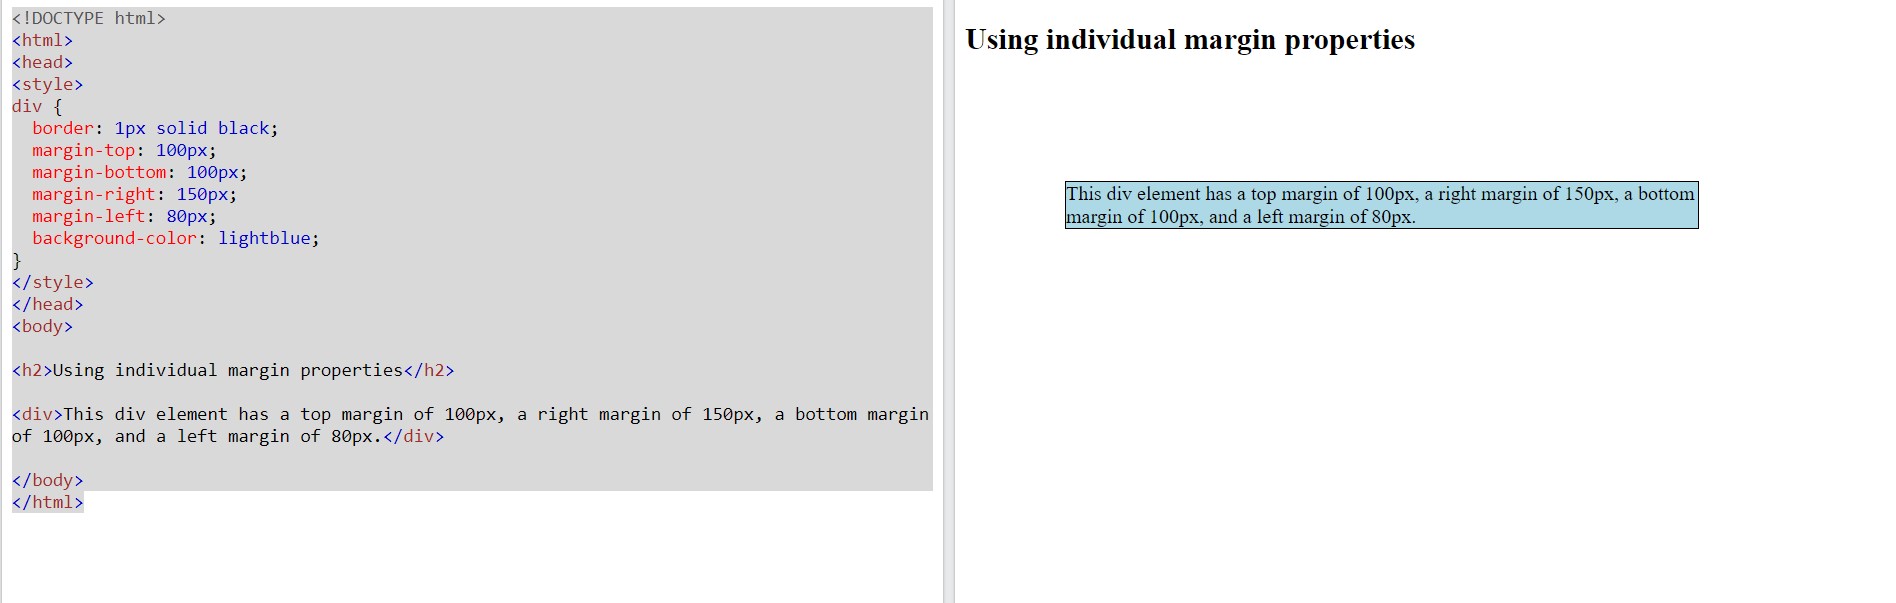 <!DOCTYPE html>
<html>
<head>
<style>
div {
  border: 1px solid black;
  margin-top: 100px;
  margin-bottom: 100px;
  margin-right: 150px;
  margin-left: 80px;
  background-color: lightblue;
}
</style>
</head>
<body>
<h2>Using individual margin properties</h2>
<div>This div element has a top margin of 100px, a right margin of 150px, a bottom margin
of 100px, and a left margin of 80px.</div>
</body>
</html>
Using individual margin properties
This div element has a top margin of 100px, a right margin of 150px, a bottom
margin of 100px, and a left margin of 80px.